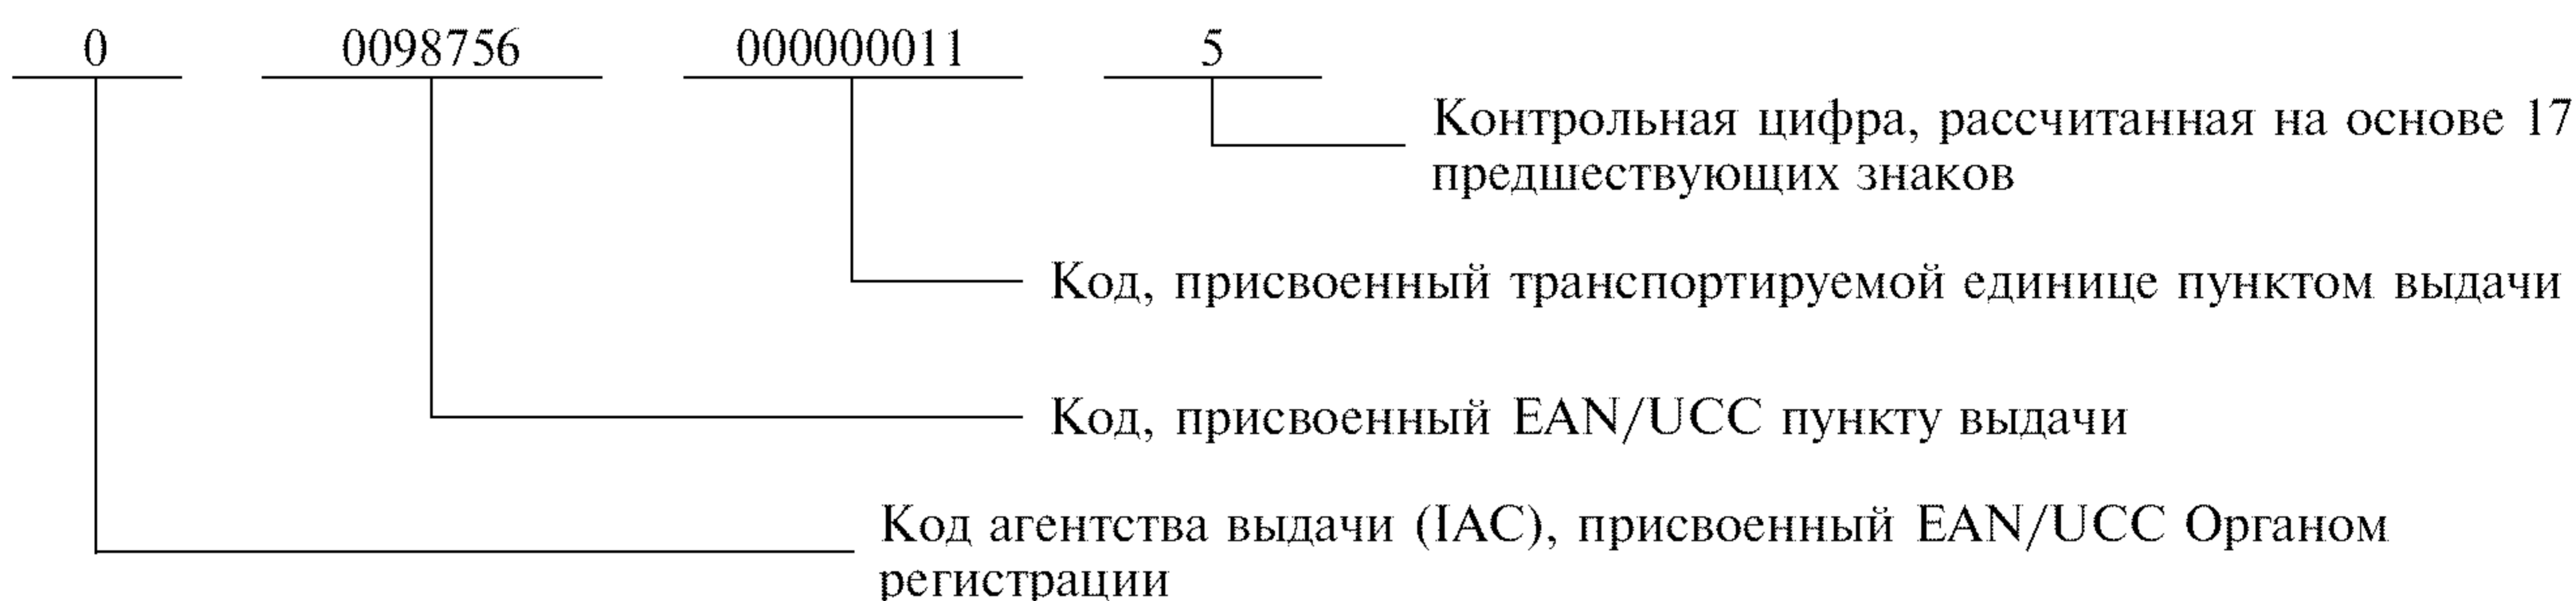 0 0098756 000000011 5
Контрольная цифра, рассчитанная на основе 17
предшествующих знаков
Код, присвоенный транспортируемой единице пунктом выдачи
Код, присвоенный EAN/UCC пункту выдачи
Код агентства выдачи (IAC), присвоенный EAN/UCC Органом
регистрации